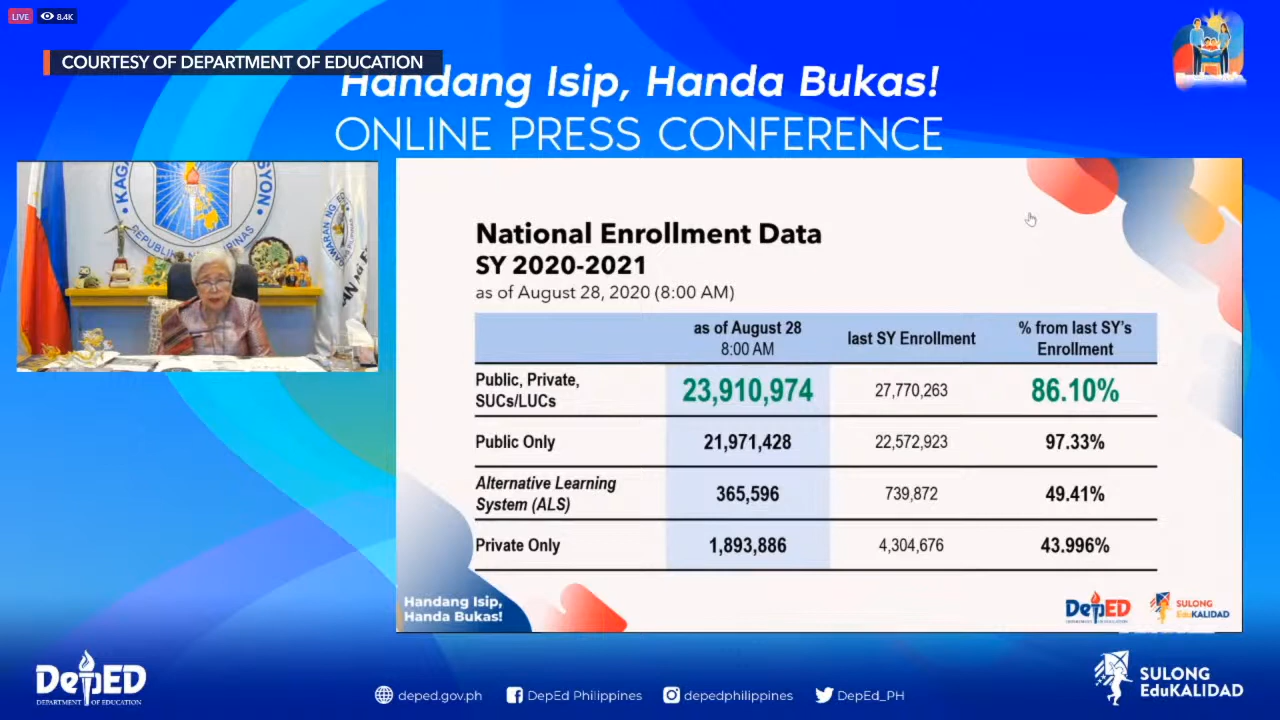 LIVE 8.4K
COURTESY OF DEPARTMENT OF EDUCATION
Handang Isip, Handa Bukas!
ONLINE PRESS CONFERENCE
REPUBLIKA PILIPINAS
National Enrollment Data
SY 2020-2021
as of August 28, 2020 (8:00 AM)
as of August 28
8:00 AM
last SY Enrollment
% from last SY's
Enrollment
Public, Private,
SUCs/LUCs
23,910,974
27,770,263
86.10%
Public Only
21,971,428
22,572,923
97.33%
Alternative Learning
System (ALS)
365,596
739,872
49.41%
Private Only
1,893,886
4,304,676
43.996%
Handang Isip,
Handa Bukas!
DepED
DEPARTMENT OF EDUCATION
SULONG
EduKALIDAD
DepED
DEPARTMENT OF EDUCATION
deped.gov.ph
DepEd Philippines
depedphilippines
DepEd_PH
SULONG
EduKALIDAD